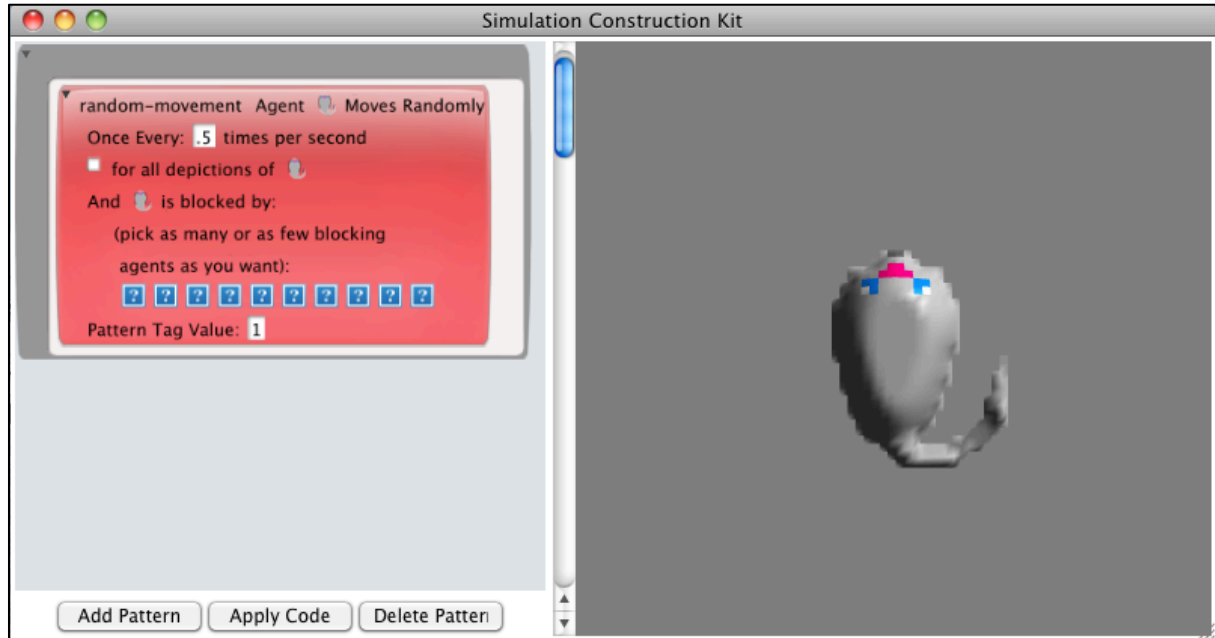 Simulation Construction Kit
random-movement Agent Moves Randomly
Once Every: .5 times per second
for all depictions of
And is blocked by:
(pick as many or as few blocking
agents as you want):
? ? ? ? ? ? ? ? ? ?
Pattern Tag Value: 1
Add Pattern Apply Code Delete Pattern